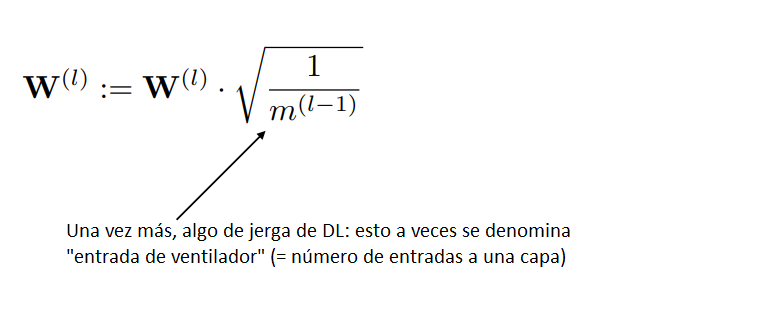 W^(l) := W^(l) · √(1 / m^(l−1))
Una vez más, algo de jerga de DL: esto a veces se denomina
"entrada de ventilador" (= número de entradas a una capa)